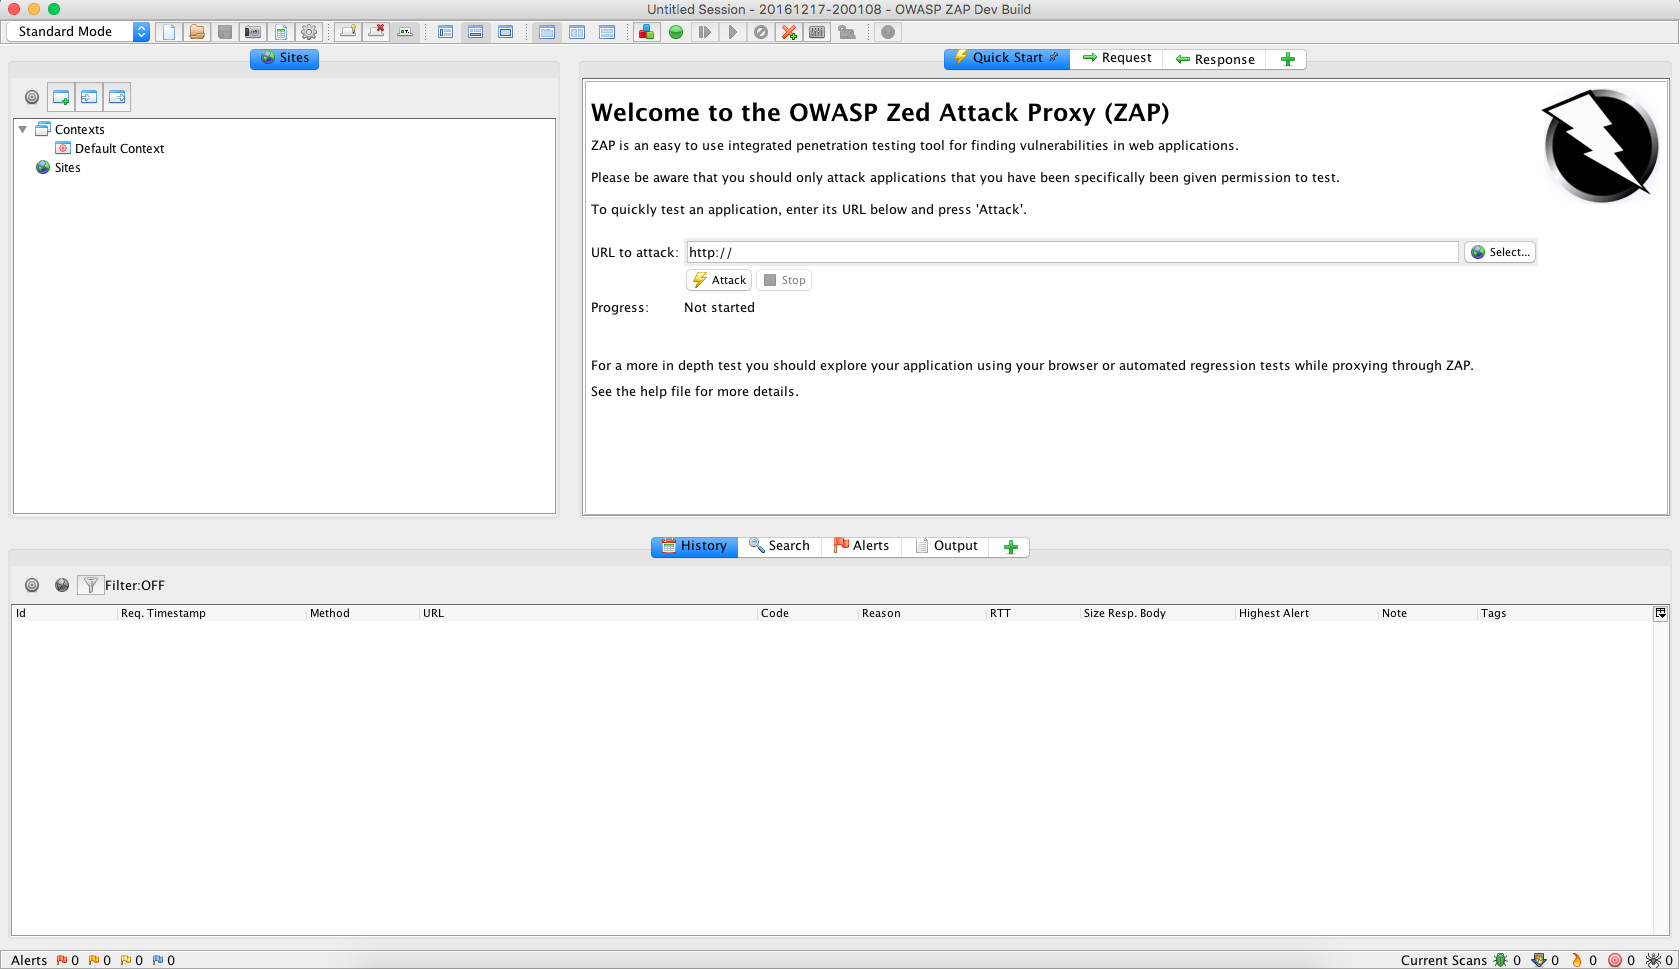 Untitled Session - 20161217-200108 - OWASP ZAP Dev Build
Standard Mode
Sites
Quick Start
Request
Response
Contexts
Default Context
Sites
Welcome to the OWASP Zed Attack Proxy (ZAP)
ZAP is an easy to use integrated penetration testing tool for finding vulnerabilities in web applications.
Please be aware that you should only attack applications that you have been specifically been given permission to test.
To quickly test an application, enter its URL below and press 'Attack'.
URL to attack: http:// Select...
Attack Stop
Progress: Not started
For a more in depth test you should explore your application using your browser or automated regression tests while proxying through ZAP.
See the help file for more details.
History Search Alerts Output
Filter:OFF
Id Req. Timestamp Method URL Code Reason RTT Size Resp. Body Highest Alert Note Tags
Alerts 0 0 0 0 Current Scans 0 0 0 0 0